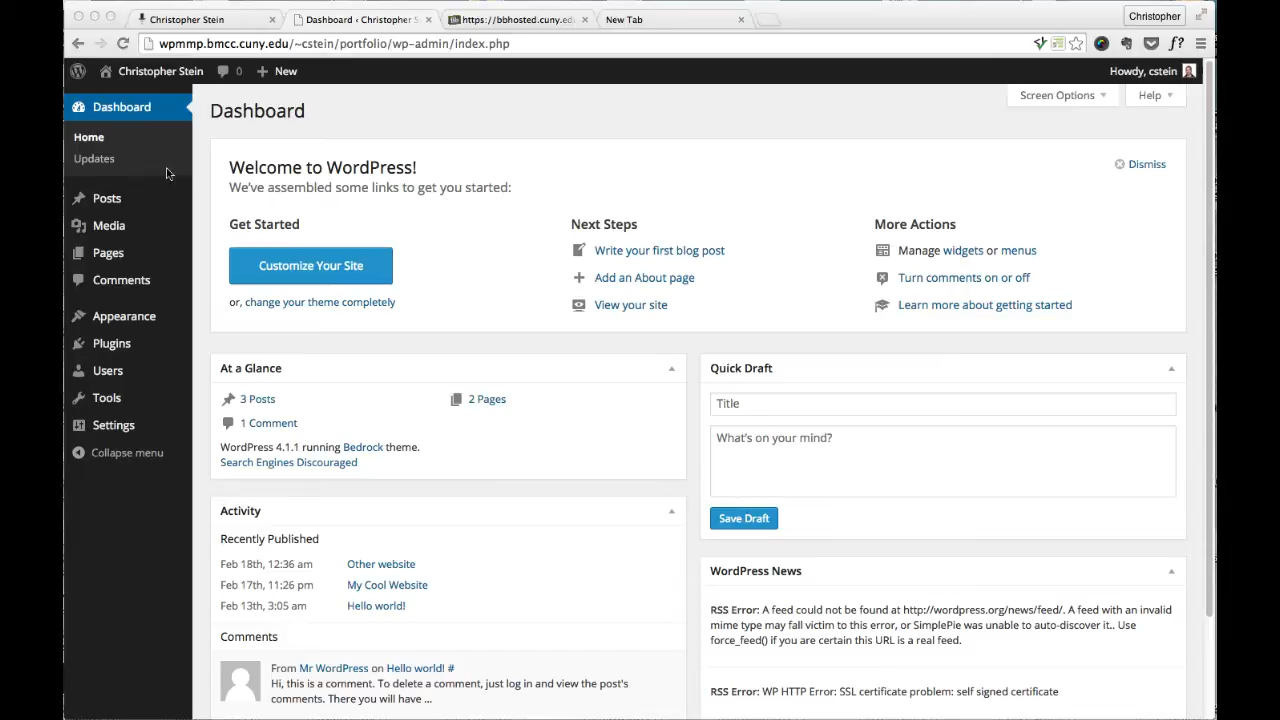 Christopher Stein
Dashboard ‹ Christopher S
https://bbhosted.cuny.ed
New Tab
Christopher
wpmmp.bmcc.cuny.edu/~cstein/portfolio/wp-admin/index.php
f?
Christopher Stein
0
New
Howdy, cstein
Dashboard
Home
Updates
Posts
Media
Pages
Comments
Appearance
Plugins
Users
Tools
Settings
Collapse menu
Dashboard
Screen Options
Help
Welcome to WordPress!
We've assembled some links to get you started:
Dismiss
Get Started
Customize Your Site
or, change your theme completely
Next Steps
Write your first blog post
Add an About page
View your site
More Actions
Manage widgets or menus
Turn comments on or off
Learn more about getting started
At a Glance
3 Posts
2 Pages
1 Comment
WordPress 4.1.1 running Bedrock theme.
Search Engines Discouraged
Activity
Recently Published
Feb 18th, 12:36 am Other website
Feb 17th, 11:26 pm My Cool Website
Feb 13th, 3:05 am Hello world!
Comments
From Mr WordPress on Hello world! #
Hi, this is a comment. To delete a comment, just log in and view the post's
comments. There you will have ...
Quick Draft
Title
What's on your mind?
Save Draft
WordPress News
RSS Error: A feed could not be found at http://wordpress.org/news/feed/. A feed with an invalid
mime type may fall victim to this error, or SimplePie was unable to auto-discover it.. Use
force_feed() if you are certain this URL is a real feed.
RSS Error: WP HTTP Error: SSL certificate problem: self signed certificate